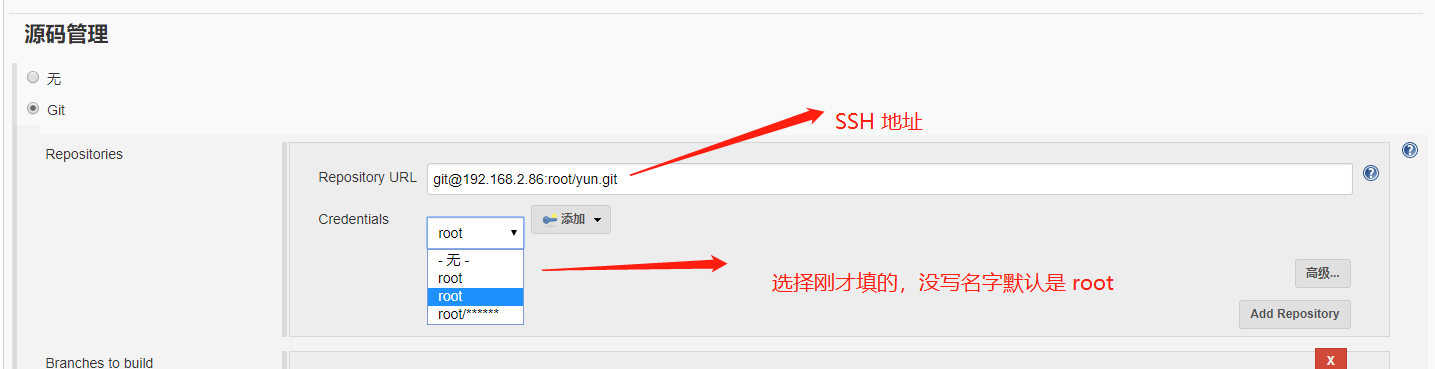 源码管理
无
Git
SSH 地址
Repositories
Repository URL
git@192.168.2.86:root/yun.git
Credentials
root
添加
- 无 -
root
root
root/******
选择刚才填的，没写名字默认是 root
高级...
Add Repository
Branches to build
X